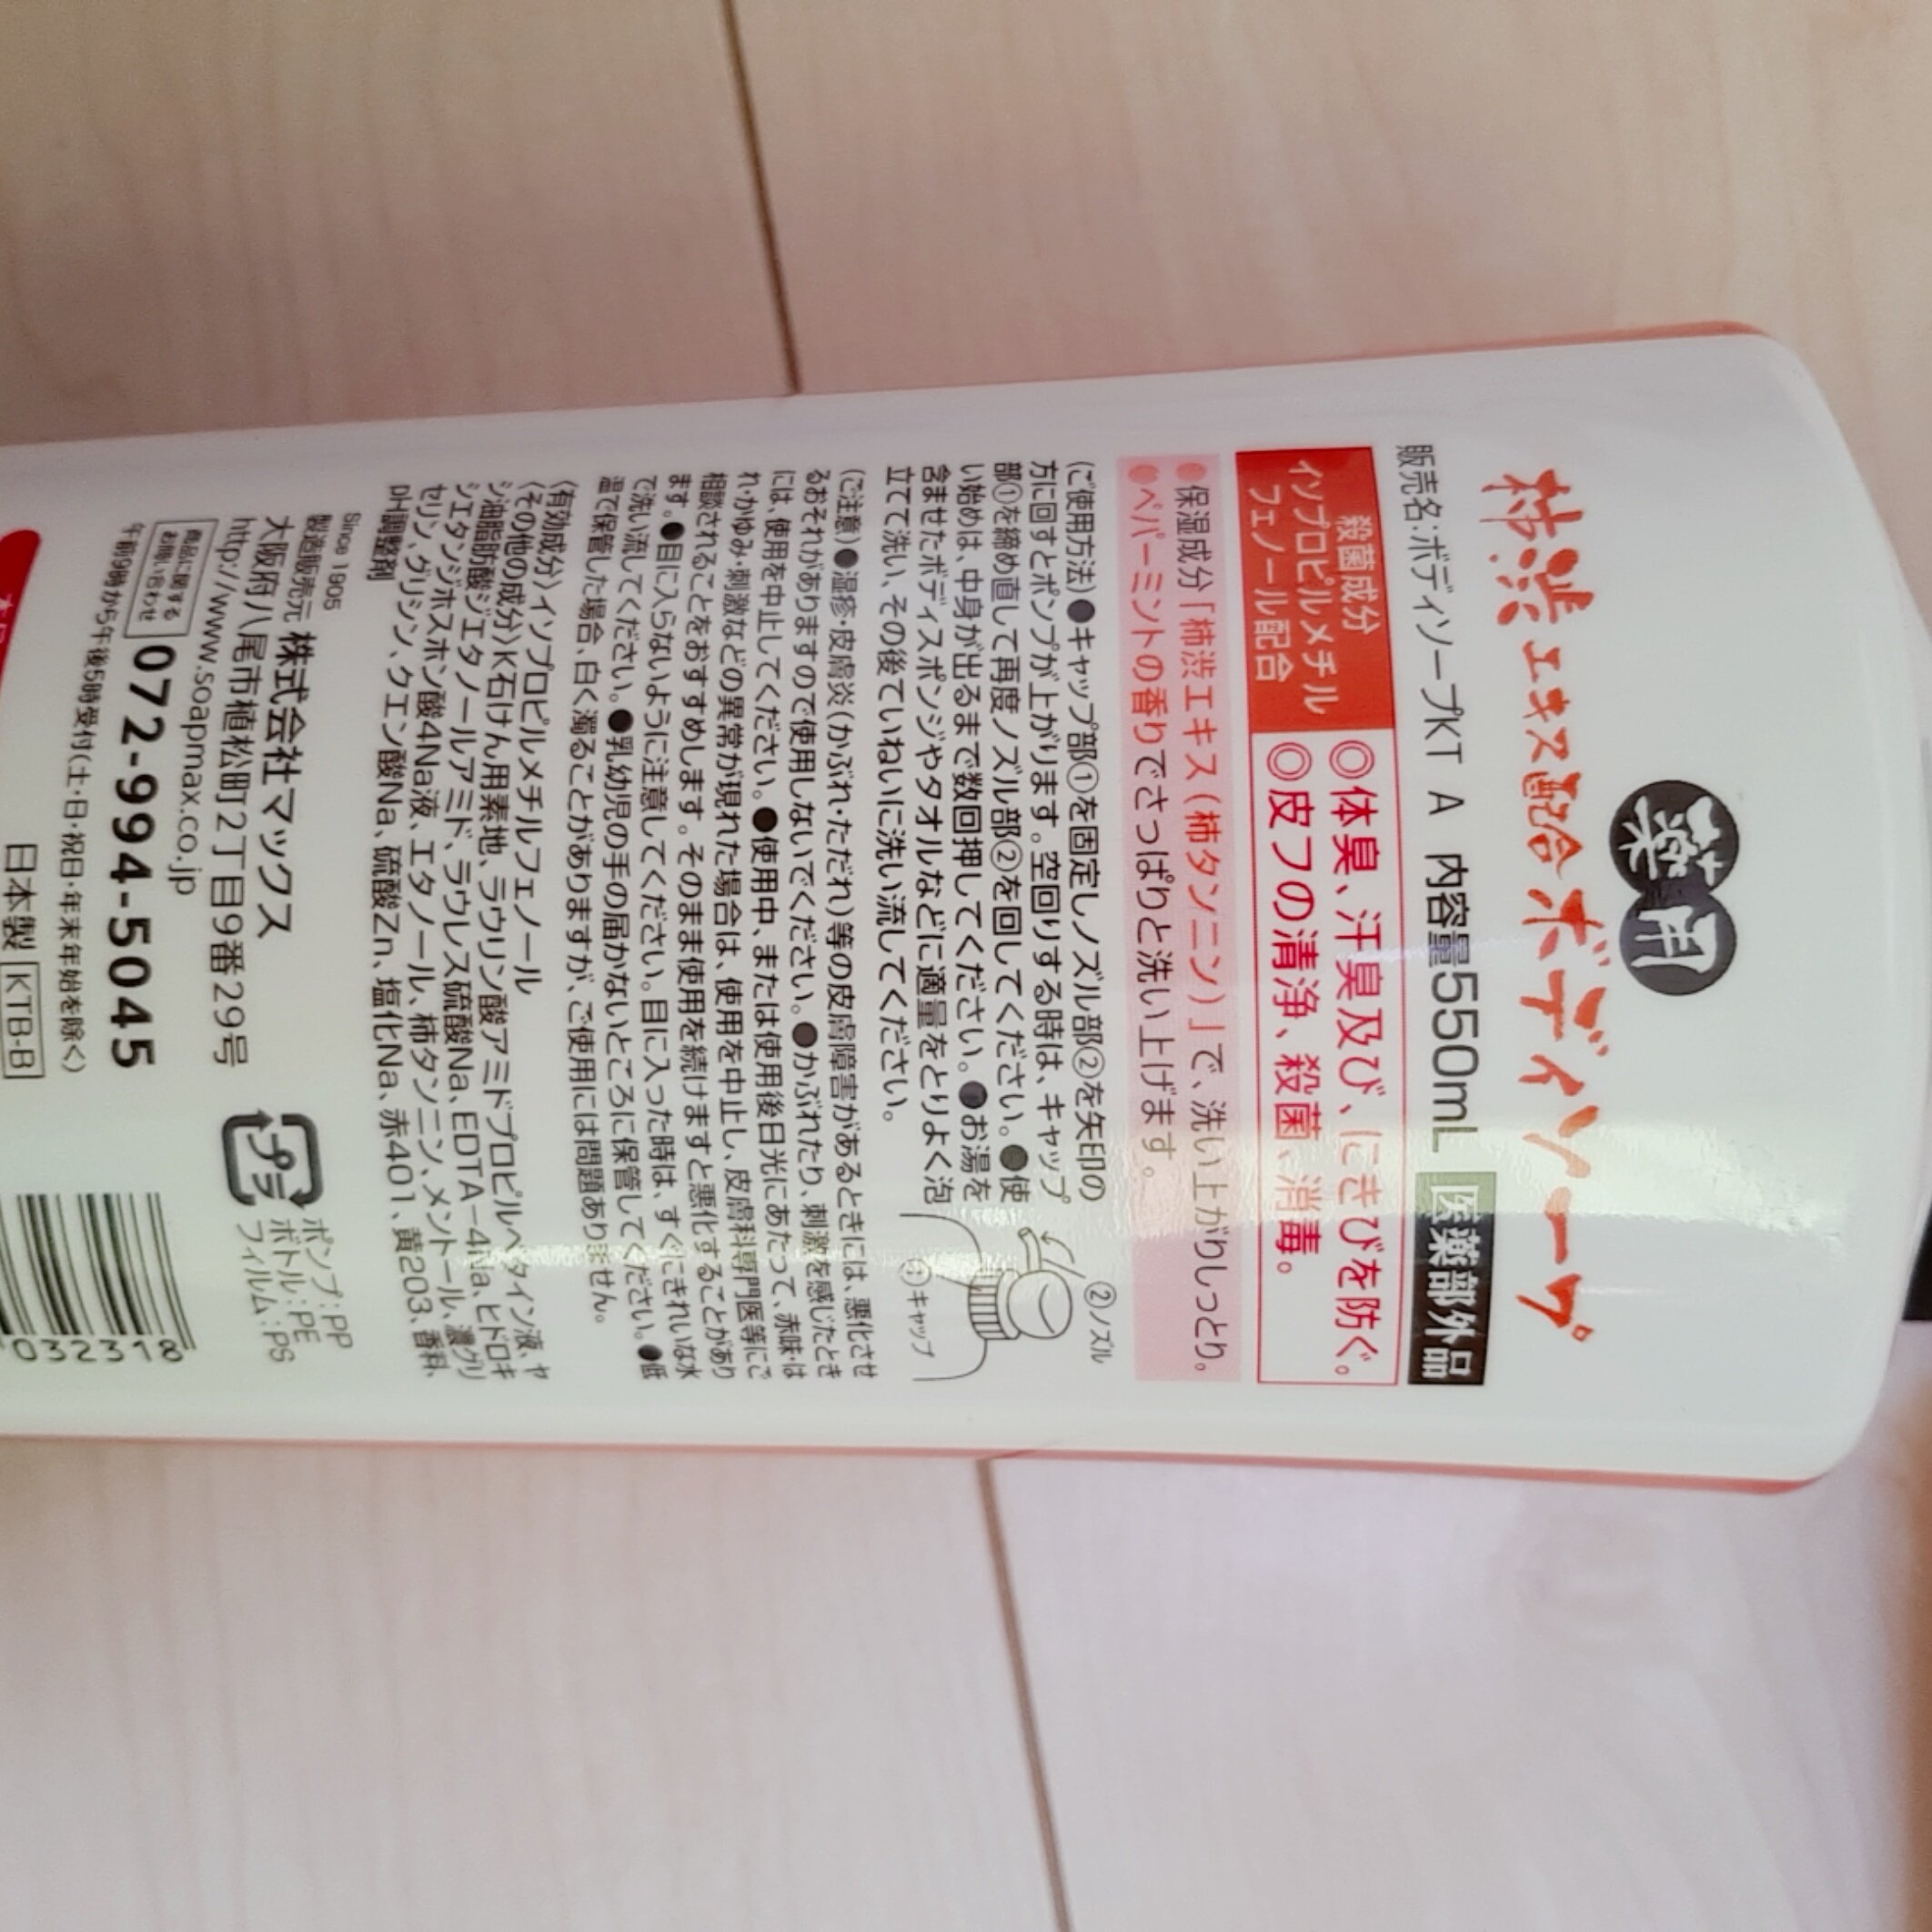 薬用
柿渋エキス配合ボディソープ
販売名：ボディソープKT A 内容量550mL 医薬部外品
殺菌成分
イソプロピルメチル
フェノール配合
◎体臭、汗臭及び、にきびを防ぐ。
◎皮フの清浄、殺菌、消毒。
●保湿成分「柿渋エキス（柿タンニン）」で、洗い上がりしっとり。
●ペパーミントの香りでさっぱりと洗い上げます。
（ご使用方法）●キャップ部①を固定しノズル部②を矢印の
方に回すとポンプが上がります。空回りする時は、キャップ
部①を締め直して再度ノズル部②を回してください。●使
い始めは、中身が出るまで数回押してください。●お湯を
含ませたボディスポンジやタオルなどに適量をとりよく泡
立てて洗い、その後ていねいに洗い流してください。
②ノズル
①キャップ
（ご注意）●湿疹・皮膚炎（かぶれ・ただれ）等の皮膚障害があるときには、悪化させ
るおそれがありますので使用しないでください。●かぶれたり、刺激を感じたとき
には、使用を中止してください。●使用中、または使用後日光にあたって、赤味・は
れ・かゆみ・刺激などの異常が現れた場合は、使用を中止し、皮膚科専門医等にご
相談されることをおすすめします。そのまま使用を続けますと悪化することがあり
ます。●目に入らないように注意してください。目に入った時は、すぐにきれいな水
で洗い流してください。●乳幼児の手の届かないところに保管してください。●低
温で保管した場合、白く濁ることがありますが、ご使用には問題ありません。
〈有効成分〉イソプロピルメチルフェノール
〈その他の成分〉K石けん用素地、ラウリン酸アミドプロピルベタイン液、ヤ
シ油脂肪酸ジエタノールアミド、ラウレス硫酸Na、EDTA-4Na、ヒドロキ
シエタンジホスホン酸4Na液、エタノール、柿タンニン、メントール、濃グリ
セリン、グリシン、クエン酸Na、硫酸Zn、塩化Na、赤401、黄203、香料、
pH調整剤
Since 1905
製造販売元 株式会社マックス
大阪府八尾市植松町2丁目9番29号
http://www.soapmax.co.jp
商品に関する
お問い合わせ
072-994-5045
午前9時から午後5時受付（土・日・祝日・年末年始を除く）
日本製 KTB-B
プラ
ポンプ：PP
ボトル：PE
フィルム：PS
032318